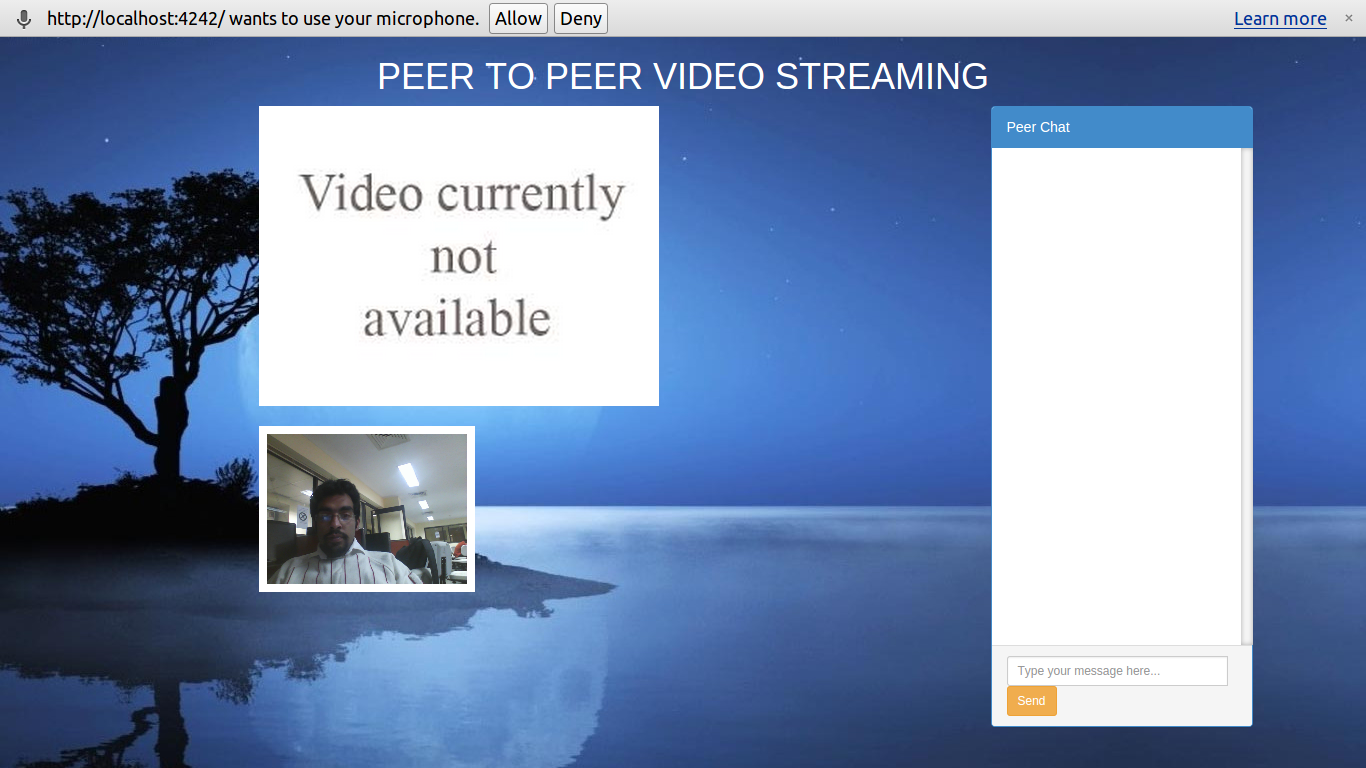 http://localhost:4242/ wants to use your microphone. Allow Deny Learn more ×
PEER TO PEER VIDEO STREAMING
Video currently
not
available
Peer Chat
Type your message here...
Send